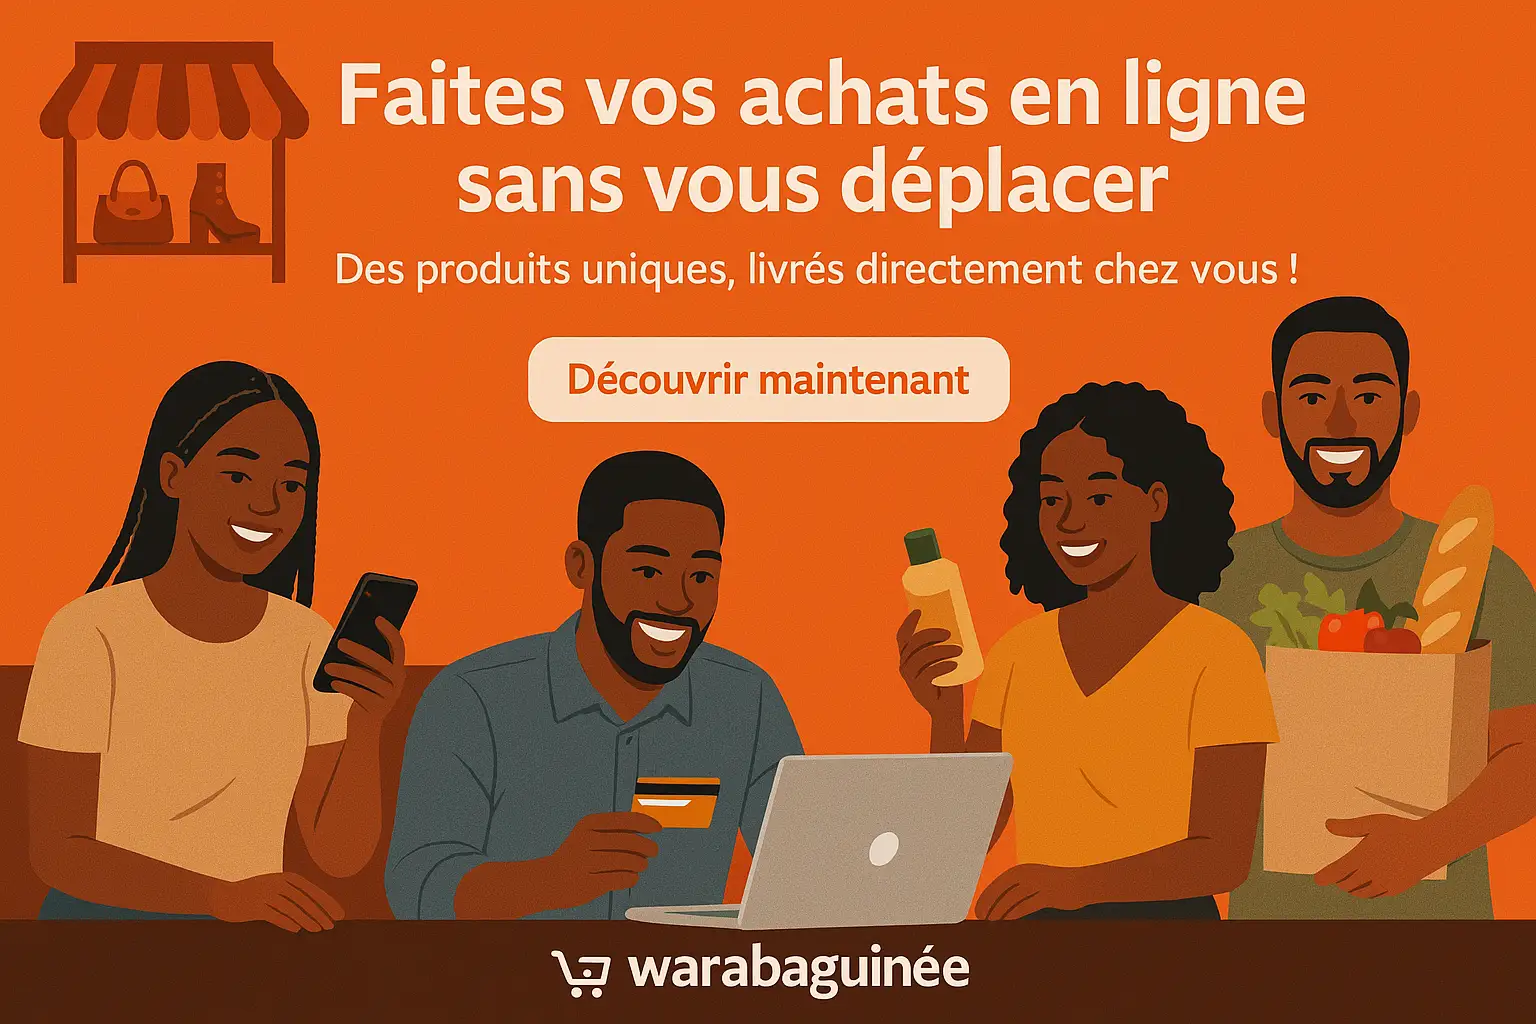 Faites vos achats en ligne
sans vous déplacer
Des produits uniques, livrés directement chez vous !
Découvrir maintenant
warabaguinée